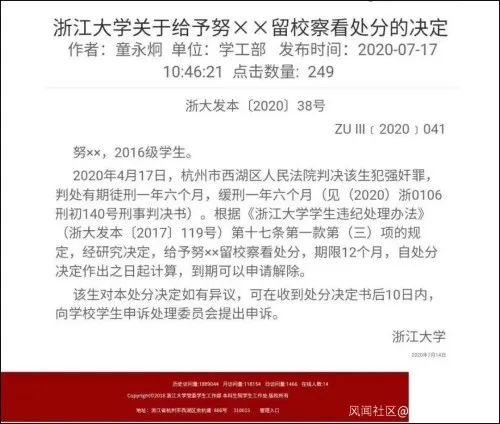 浙江大学关于给予努××留校察看处分的决定
作者：童永炯 单位：学工部 发布时间：2020-07-17
10:46:21 点击数量: 249
浙大发本〔2020〕38号
ZU III﹝2020﹞041
努××，2016级学生。
2020年4月17日，杭州市西湖区人民法院判决该生犯强奸罪，
判处有期徒刑一年六个月，缓刑一年六个月（见（2020）浙0106
刑初140号刑事判决书）。根据《浙江大学学生违纪处理办法》
（浙大发本〔2017〕119号）第十七条第一款第（三）项的规
定，经研究决定，给予努××留校察看处分，期限12个月，自处分
决定作出之日起计算，到期可以申请解除。
该生对本处分决定如有异议，可在收到处分决定书后10日内，
向学校学生申诉处理委员会提出申诉。
浙江大学
2020年7月14日
历史访问量:1889044 月访问量:118154 日访问量:1466 在线人数:14
Copyright©2018 浙江大学党委学生工作部 本科生院学生工作处 版权所有
地址：浙江省杭州市西湖区余杭塘 866号 310013 管理入口
风闻社区@